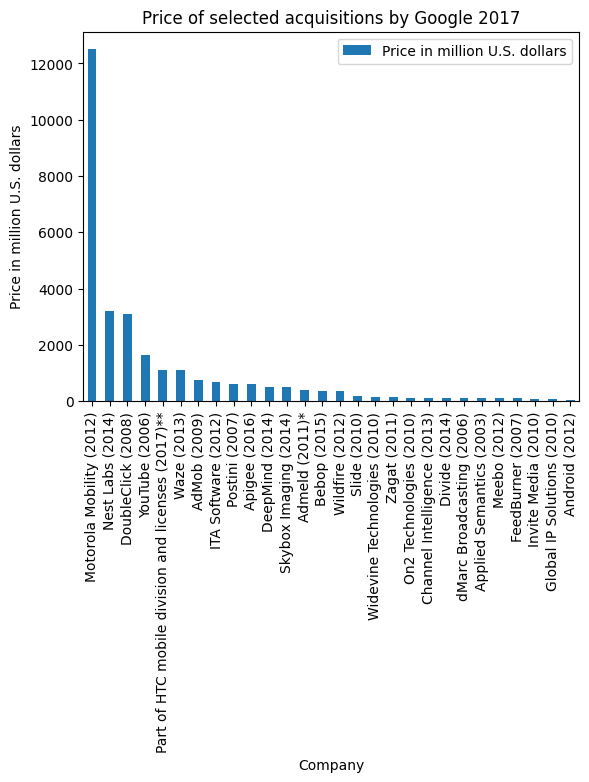 Price of selected acquisitions by Google 2017
Price in million U.S. dollars
Price in million U.S. dollars
12000
10000
8000
6000
4000
2000
0
Motorola Mobility (2012)
Nest Labs (2014)
DoubleClick (2008)
YouTube (2006)
Part of HTC mobile division and licenses (2017)**
Waze (2013)
AdMob (2009)
ITA Software (2012)
Postini (2007)
Apigee (2016)
DeepMind (2014)
Skybox Imaging (2014)
Admeld (2011)*
Bebop (2015)
Wildfire (2012)
Slide (2010)
Widevine Technologies (2010)
Zagat (2011)
On2 Technologies (2010)
Channel Intelligence (2013)
Divide (2014)
dMarc Broadcasting (2006)
Applied Semantics (2003)
Meebo (2012)
FeedBurner (2007)
Invite Media (2010)
Global IP Solutions (2010)
Android (2012)
Company